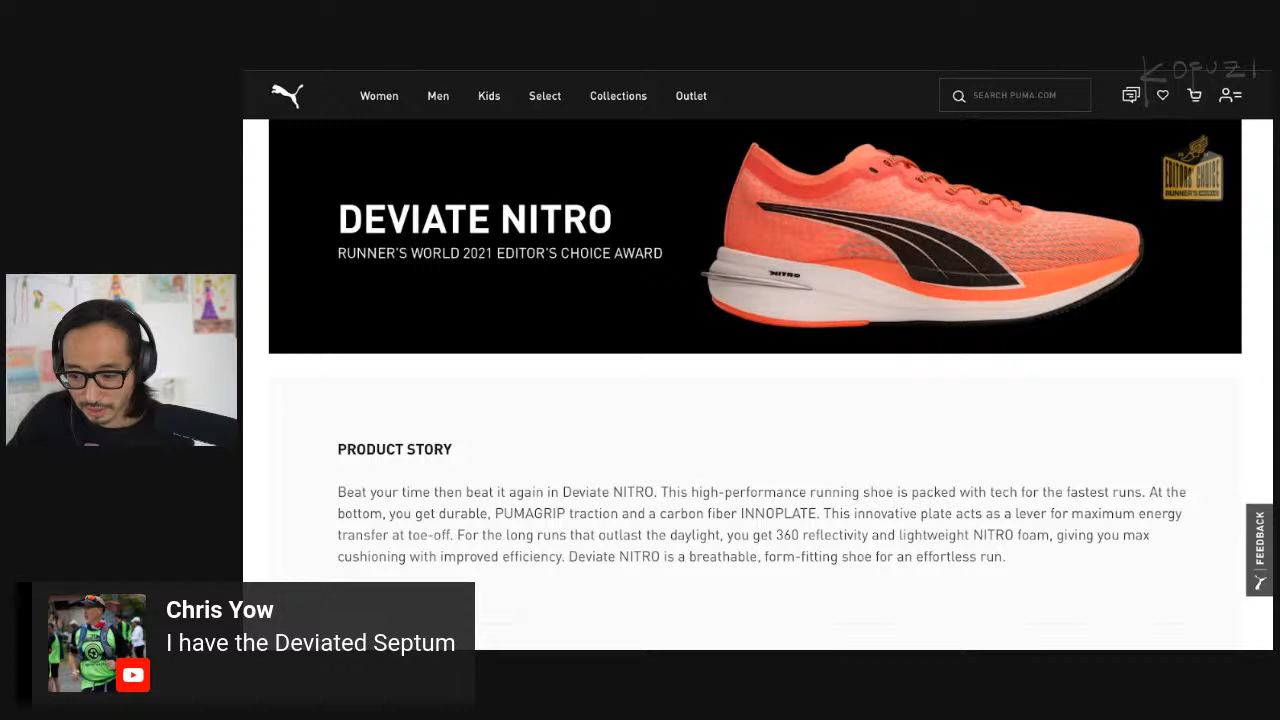 KOFUZI
Women Men Kids Select Collections Outlet
SEARCH PUMA.COM
EDITORS' CHOICE
RUNNER'S WORLD
DEVIATE NITRO
RUNNER'S WORLD 2021 EDITOR'S CHOICE AWARD
NITRO
PRODUCT STORY
Beat your time then beat it again in Deviate NITRO. This high-performance running shoe is packed with tech for the fastest runs. At the
bottom, you get durable, PUMAGRIP traction and a carbon fiber INNOPLATE. This innovative plate acts as a lever for maximum energy
transfer at toe-off. For the long runs that outlast the daylight, you get 360 reflectivity and lightweight NITRO foam, giving you max
cushioning with improved efficiency. Deviate NITRO is a breathable, form-fitting shoe for an effortless run.
FEEDBACK
Chris Yow
I have the Deviated Septum